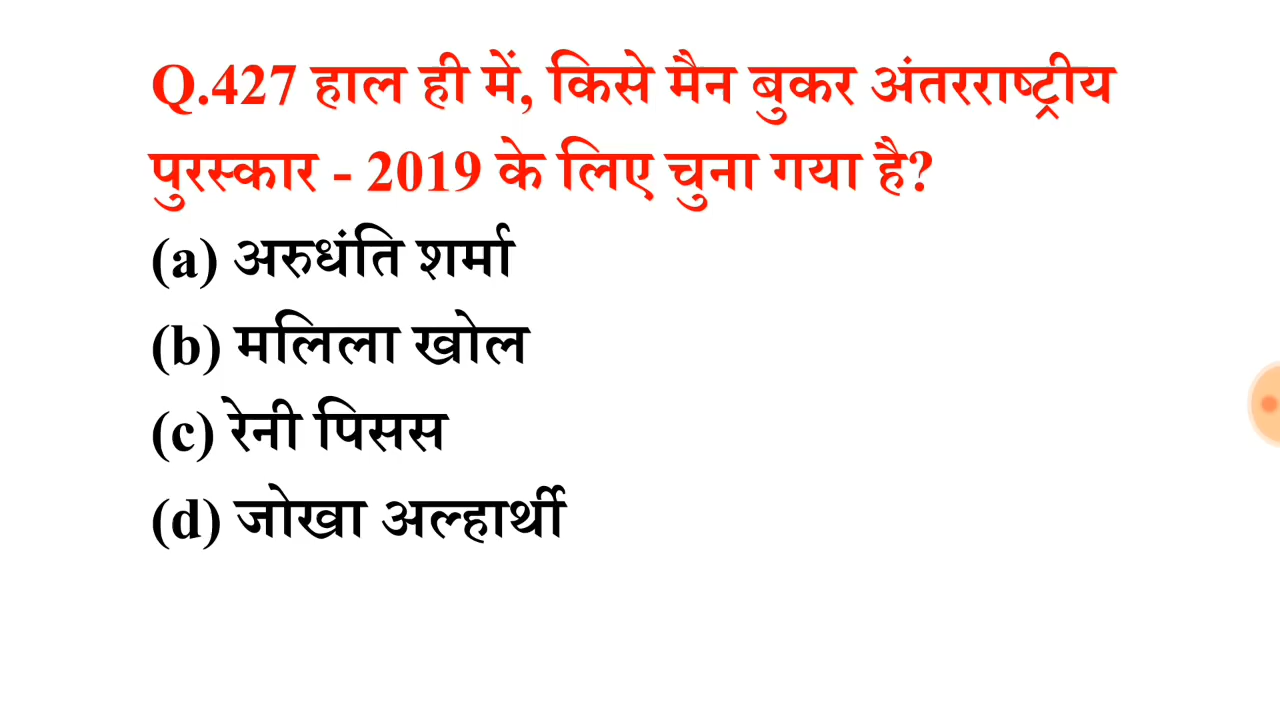 Q.427 हाल ही में, किसे मैन बुकर अंतरराष्ट्रीय
पुरस्कार - 2019 के लिए चुना गया है?
(a) अरुधंति शर्मा
(b) मलिला खोल
(c) रेनी पिसस
(d) जोखा अल्हार्थी